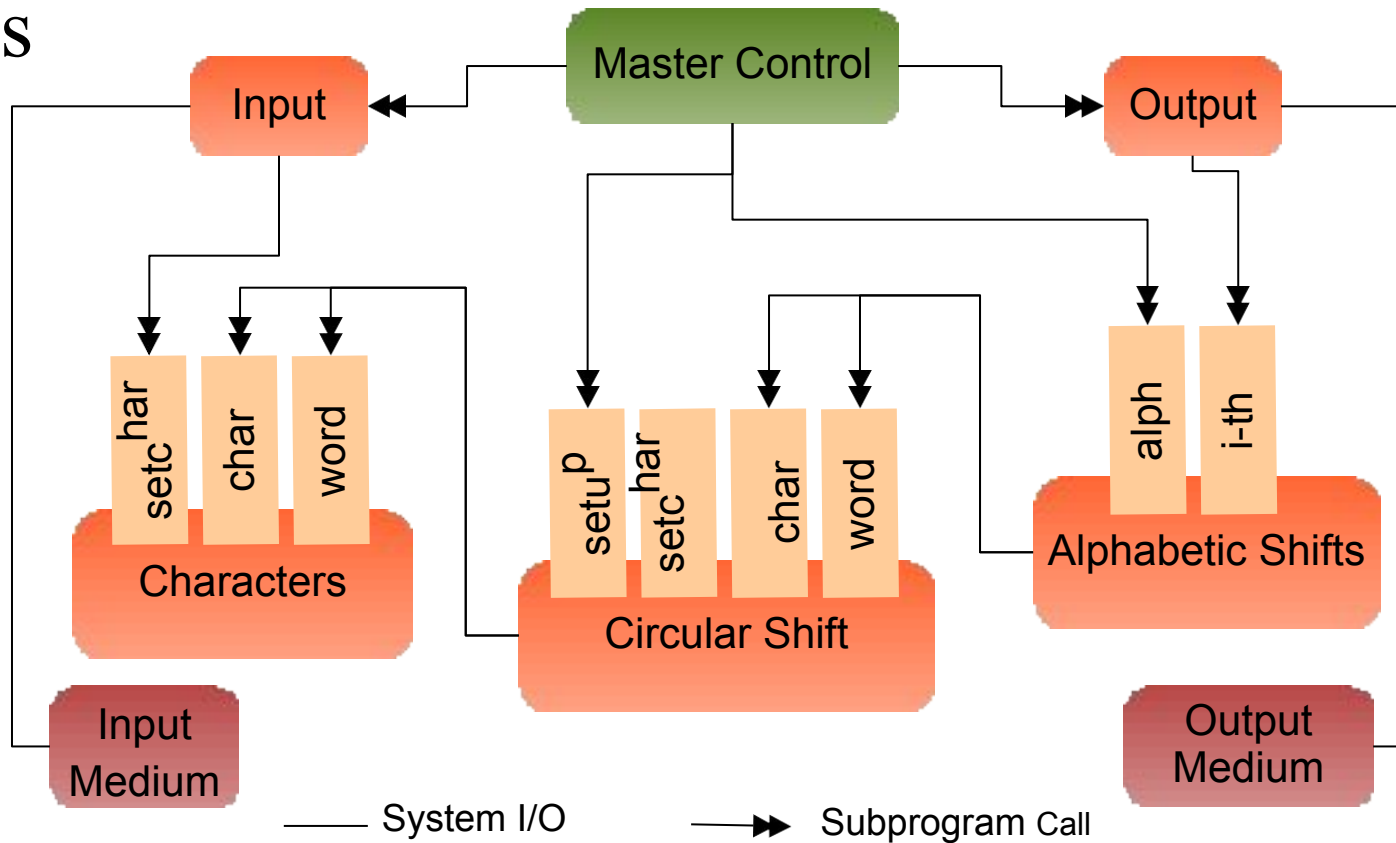 s
Master Control
Input
Output
setchar
char
word
setup
setchar
char
word
alph
i-th
Characters
Circular Shift
Alphabetic Shifts
Input
Medium
Output
Medium
System I/O
Subprogram Call